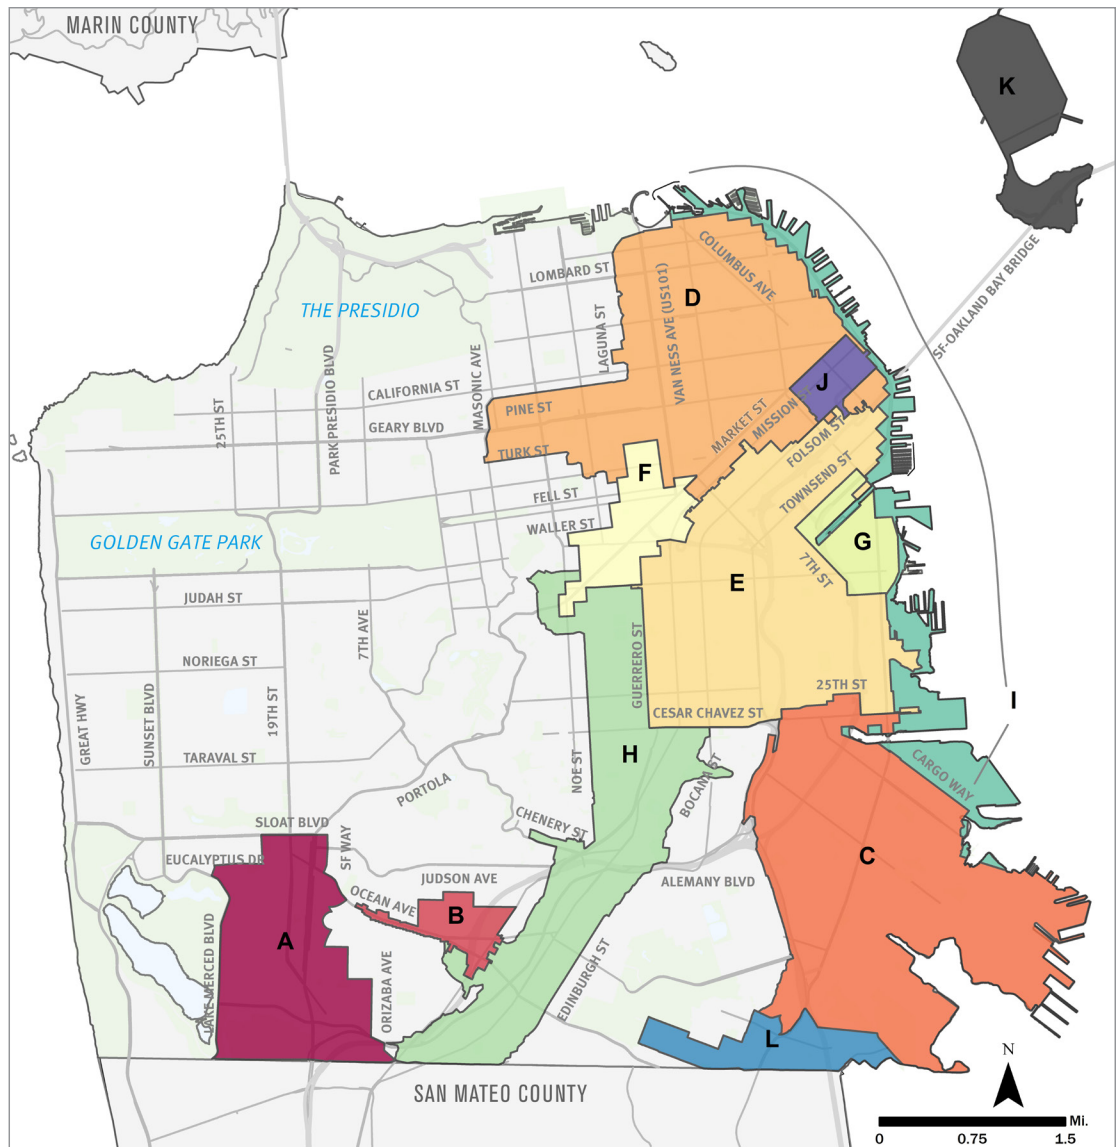 MARIN COUNTY
K
COLUMBUS AVE
LOMBARD ST
VAN NESS AVE (US101)
D
SF-OAKLAND BAY BRIDGE
THE PRESIDIO
LAGUNA ST
PARK PRESIDIO BLVD
MASONIC AVE
CALIFORNIA ST
J
25TH ST
PINE ST
MARKET ST
MISSION ST
GEARY BLVD
FOLSOM ST
TURK ST
F
TOWNSEND ST
FELL ST
WALLER ST
GOLDEN GATE PARK
G
7TH ST
E
JUDAH ST
7TH AVE
GUERRERO ST
NORIEGA ST
25TH ST
GREAT HWY
SUNSET BLVD
19TH ST
I
CESAR CHAVEZ ST
TARAVAL ST
H
NOE ST
CARGO WAY
PORTOLA
BOCANA ST
CHENERY ST
SLOAT BLVD
SF WAY
EUCALYPTUS DR
C
JUDSON AVE
ALEMANY BLVD
OCEAN AVE
B
A
LAKE MERCED BLVD
ORIZABA AVE
EDINBURGH ST
L
N
SAN MATEO COUNTY
Mi.
0 0.75 1.5